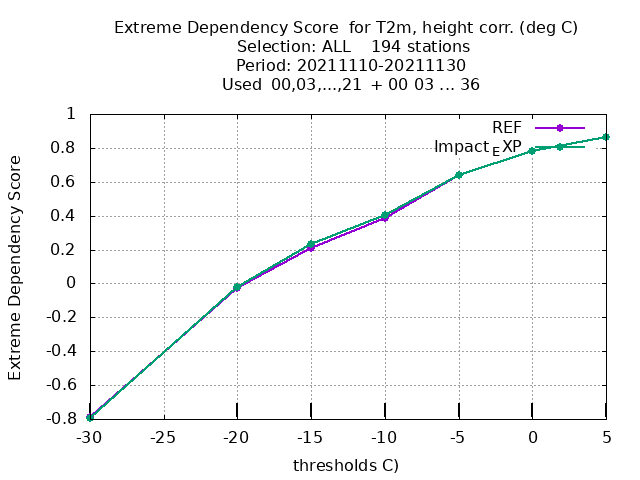 Extreme Dependency Score  for T2m, height corr. (deg C)
Selection: ALL    194 stations
Period: 20211110-20211130
Used  00,03,...,21  + 00 03 ... 36
REF
Impact_EXP
1
0.8
0.6
0.4
0.2
0
-0.2
-0.4
-0.6
-0.8
Extreme Dependency Score
-30
-25
-20
-15
-10
-5
0
5
thresholds C)